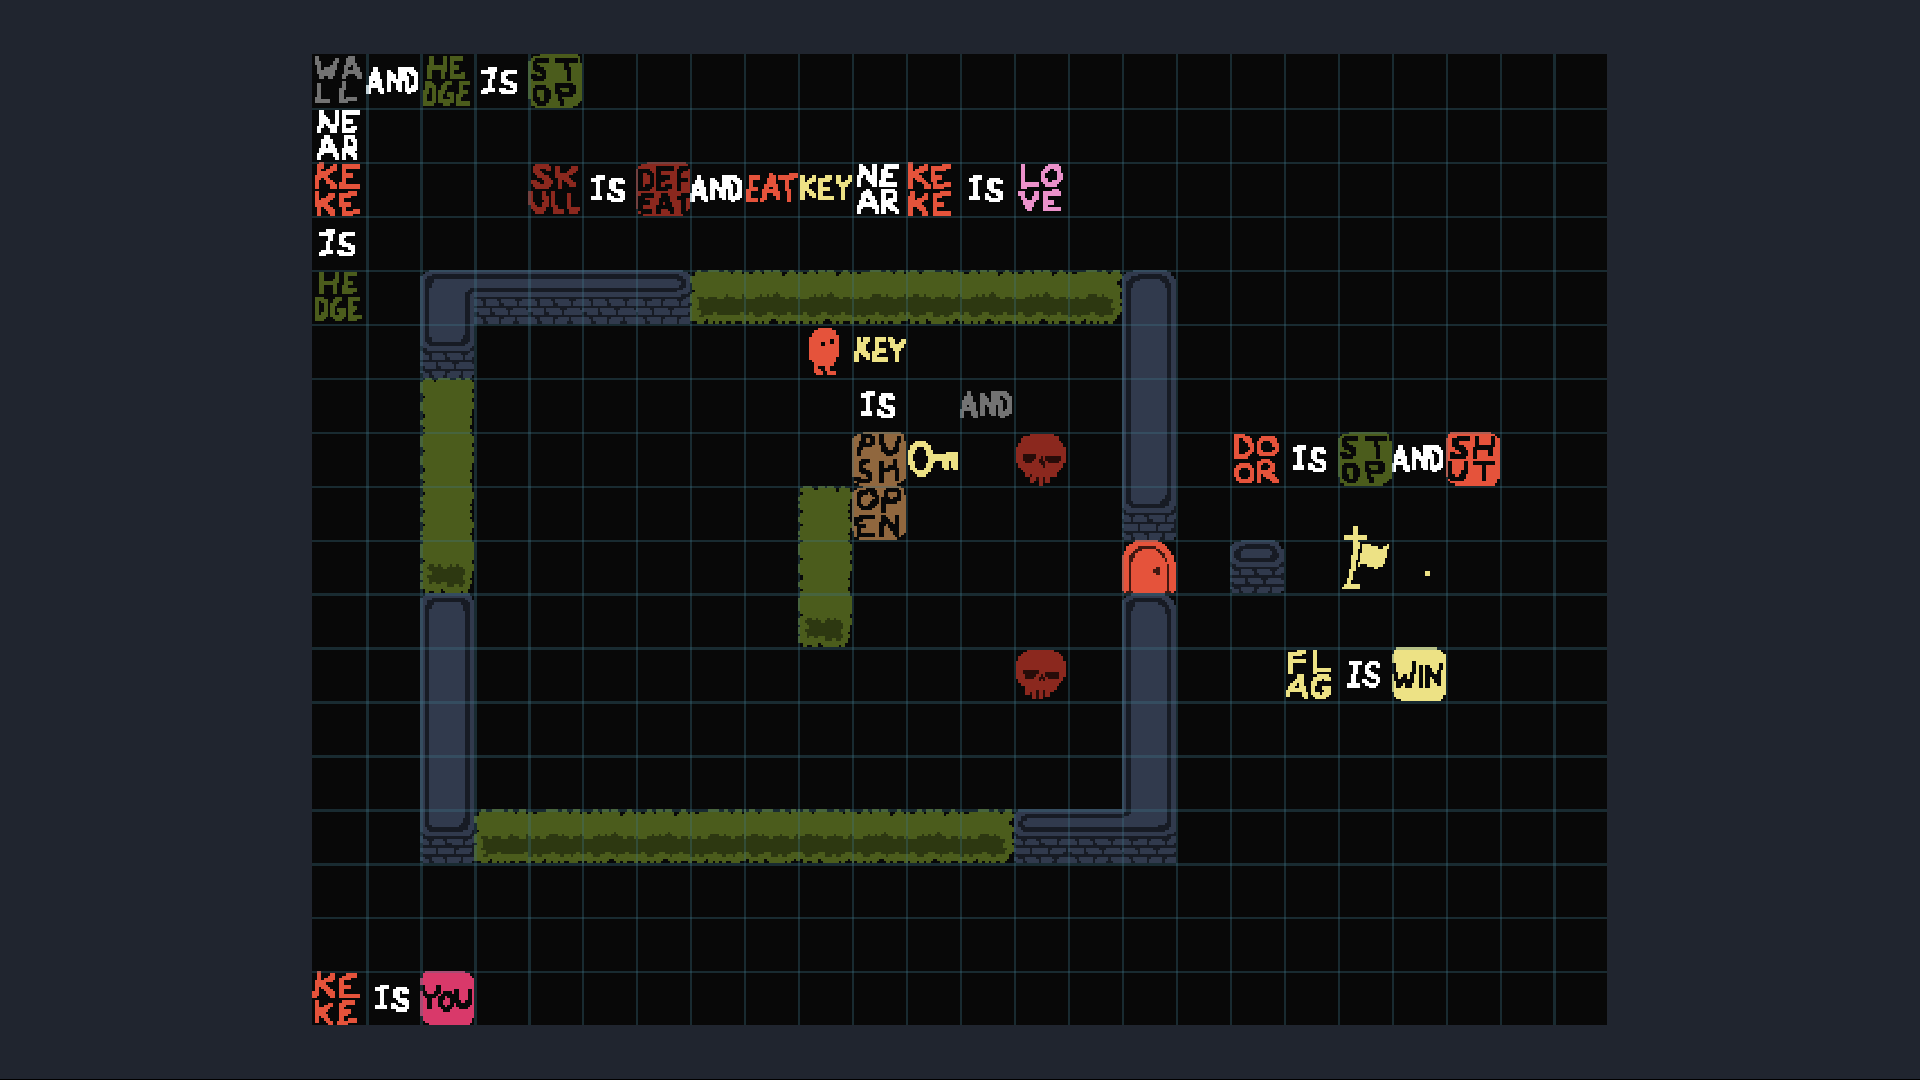 WALL AND HEDGE IS STOP
NEAR
KEKE SKULL IS DEFEAT AND EAT KEY NEAR KEKE IS LOVE
IS
HEDGE
KEY
IS AND
PUSH DOOR IS STOP AND SHUT
OPEN
FLAG IS WIN
KEKE IS YOU